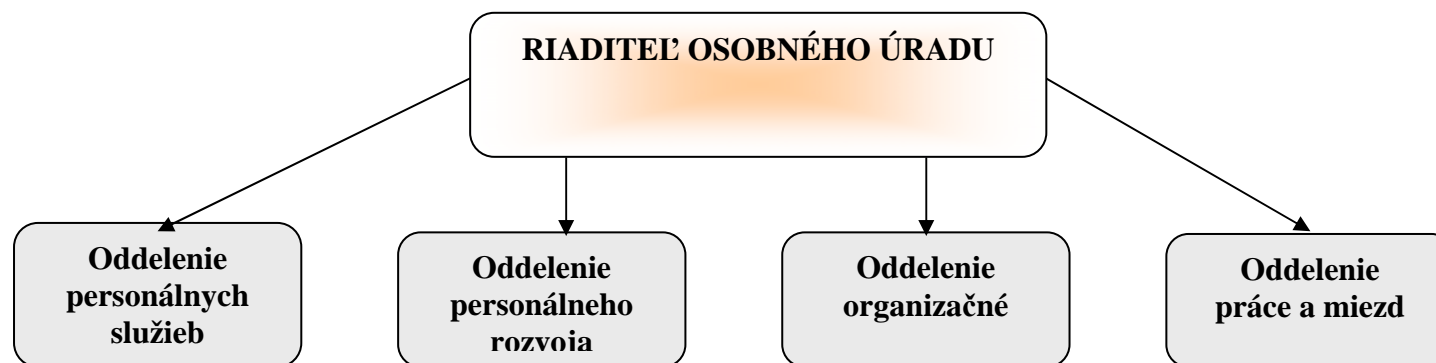 RIADITEĽ OSOBNÉHO ÚRADU
Oddelenie
personálnych
služieb
Oddelenie
personálneho
rozvoja
Oddelenie
organizačné
Oddelenie
práce a miezd